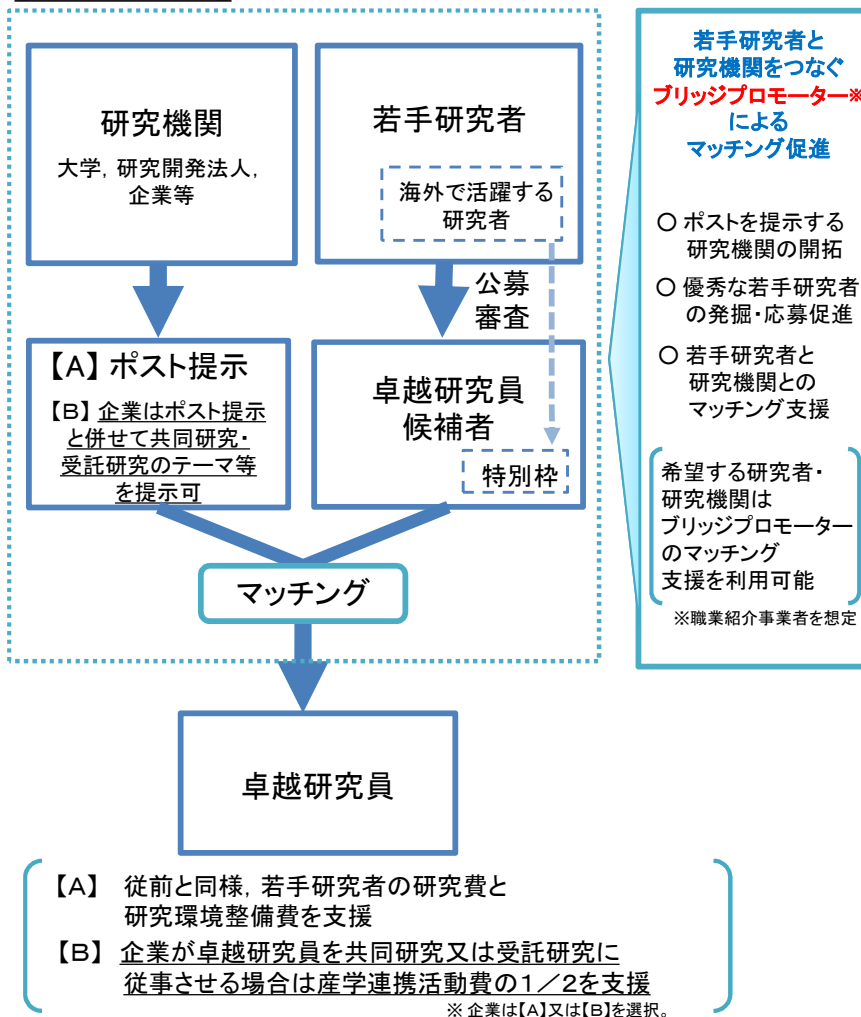 研究機関
大学，研究開発法人，
企業等
若手研究者
海外で活躍する
研究者
公募
審査
【A】ポスト提示
【B】企業はポスト提示
と併せて共同研究・
受託研究のテーマ等
を提示可
卓越研究員
候補者
特別枠
マッチング
卓越研究員
【A】 従前と同様，若手研究者の研究費と
研究環境整備費を支援
【B】 企業が卓越研究員を共同研究又は受託研究に
従事させる場合は産学連携活動費の１／２を支援
※ 企業は【A】又は【B】を選択。
若手研究者と
研究機関をつなぐ
ブリッジプロモーター※
による
マッチング促進
○ ポストを提示する
研究機関の開拓
○ 優秀な若手研究者
の発掘・応募促進
○ 若手研究者と
研究機関との
マッチング支援
希望する研究者・
研究機関は
ブリッジプロモーター
のマッチング
支援を利用可能
※職業紹介事業者を想定